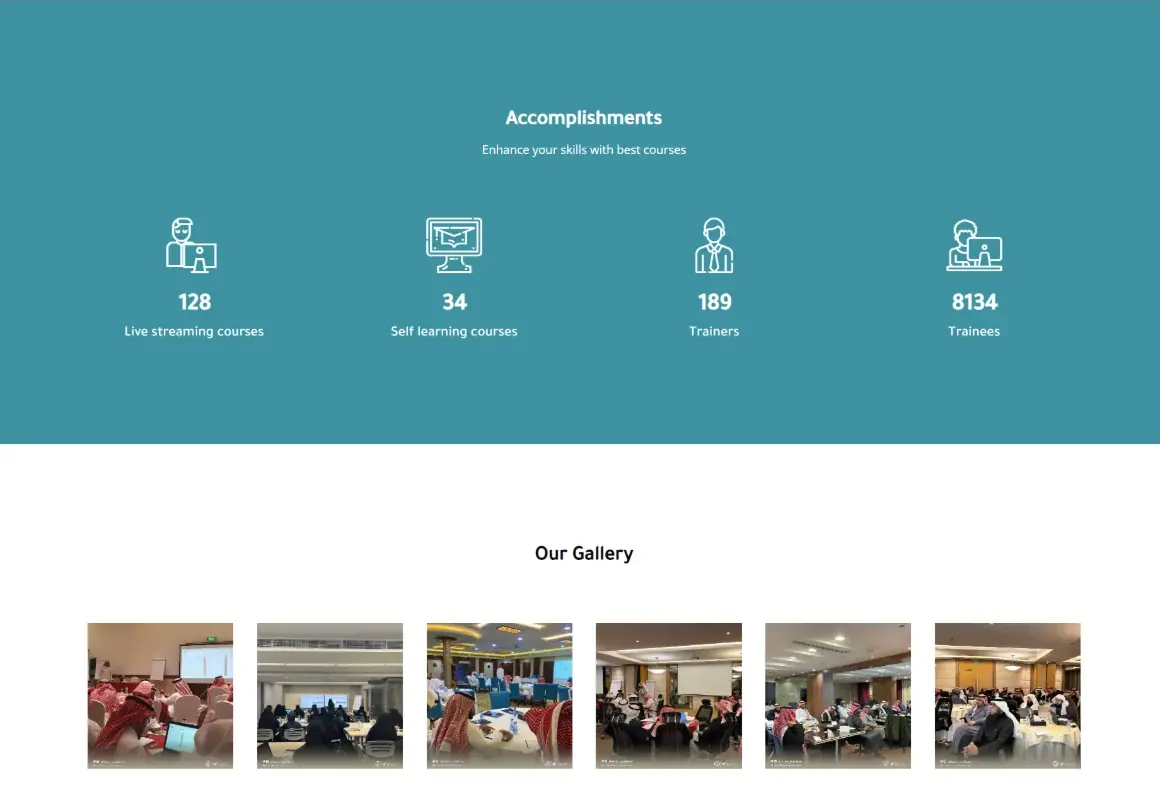 Accomplishments
Enhance your skills with best courses
128
Live streaming courses
34
Self learning courses
189
Trainers
8134
Trainees
Our Gallery